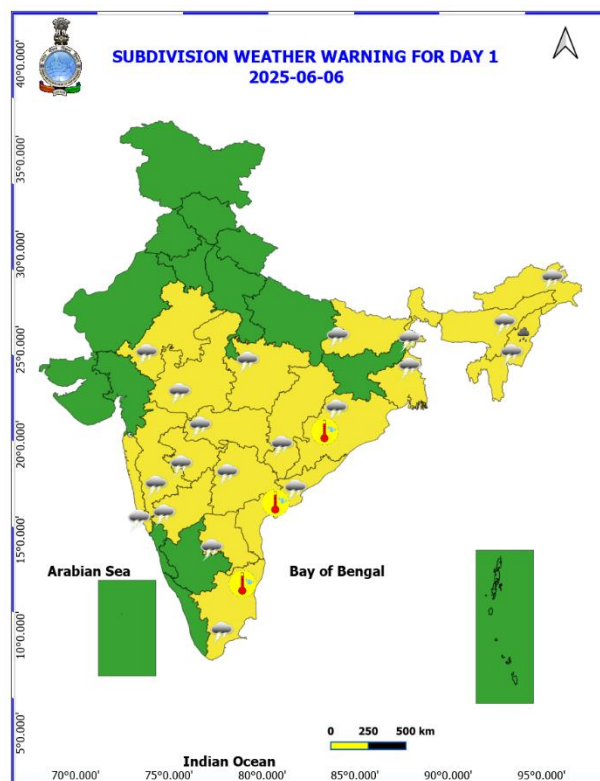 SUBDIVISION WEATHER WARNING FOR DAY 1
2025-06-06
40°0.000'
35°0.000'
30°0.000'
25°0.000'
20°0.000'
15°0.000'
10°0.000'
5°0.000'
Arabian Sea
Bay of Bengal
0 250 500 km
Indian Ocean
70°0.000' 75°0.000' 80°0.000' 85°0.000' 90°0.000' 95°0.000'